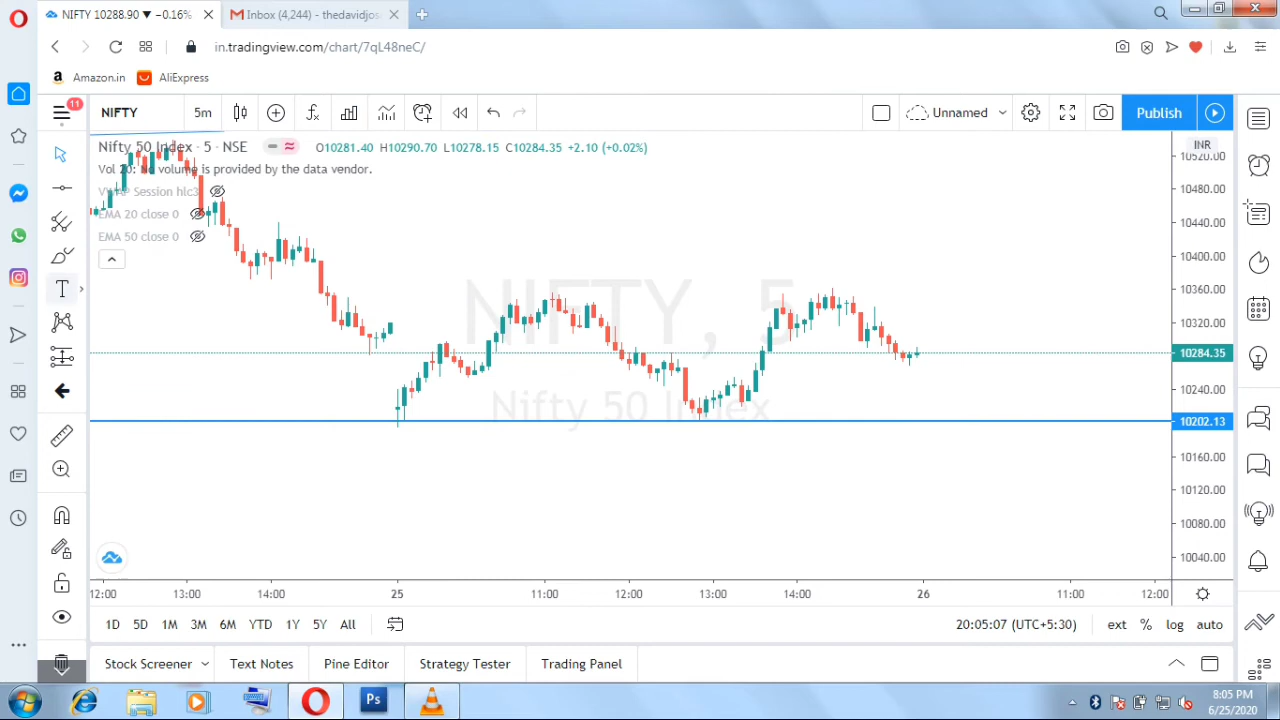 NIFTY 10288.90 ▼ −0.16%
Inbox (4,244) - thedavidjos
in.tradingview.com/chart/7qL48neC/
Amazon.in AliExpress
11
NIFTY 5m Unnamed Publish
Nifty 50 Index · 5 · NSE O10281.40 H10290.70 L10278.15 C10284.35 +2.10 (+0.02%)
INR
Vol 20: No volume is provided by the data vendor.
VWAP Session hlc3
EMA 20 close 0
EMA 50 close 0
NIFTY, 5
Nifty 50 Index
10520.00
10480.00
10440.00
10400.00
10360.00
10320.00
10284.35
10240.00
10202.13
10160.00
10120.00
10080.00
10040.00
12:00 13:00 14:00 25 11:00 12:00 13:00 14:00 26 11:00 12:00
1D 5D 1M 3M 6M YTD 1Y 5Y All 20:05:07 (UTC+5:30) ext % log auto
Stock Screener Text Notes Pine Editor Strategy Tester Trading Panel
Ps
8:05 PM
6/25/2020